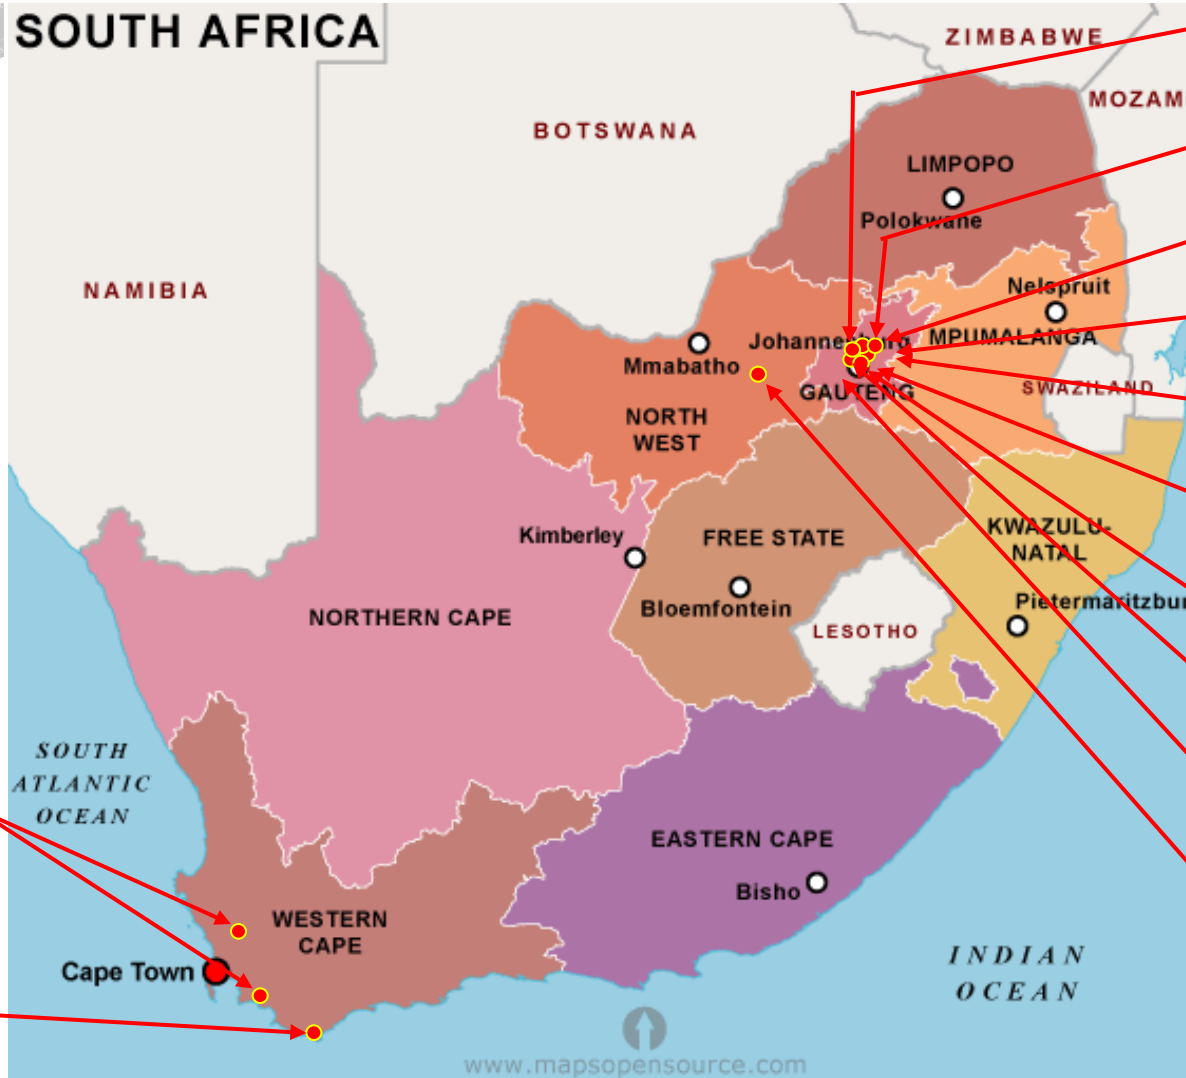 SOUTH AFRICA
ZIMBABWE
MOZAM
BOTSWANA
LIMPOPO
Polokwane
NAMIBIA
Nelspruit
Johannesburg
MPUMALANGA
Mmabatho
SWAZILAND
GAUTENG
NORTH
WEST
Kimberley
FREE STATE
KWAZULU-
NATAL
Bloemfontein
Pietermaritzbur
NORTHERN CAPE
LESOTHO
SOUTH
ATLANTIC
OCEAN
EASTERN CAPE
Bisho
WESTERN
CAPE
Cape Town
INDIAN
OCEAN
www.mapsopensource.com